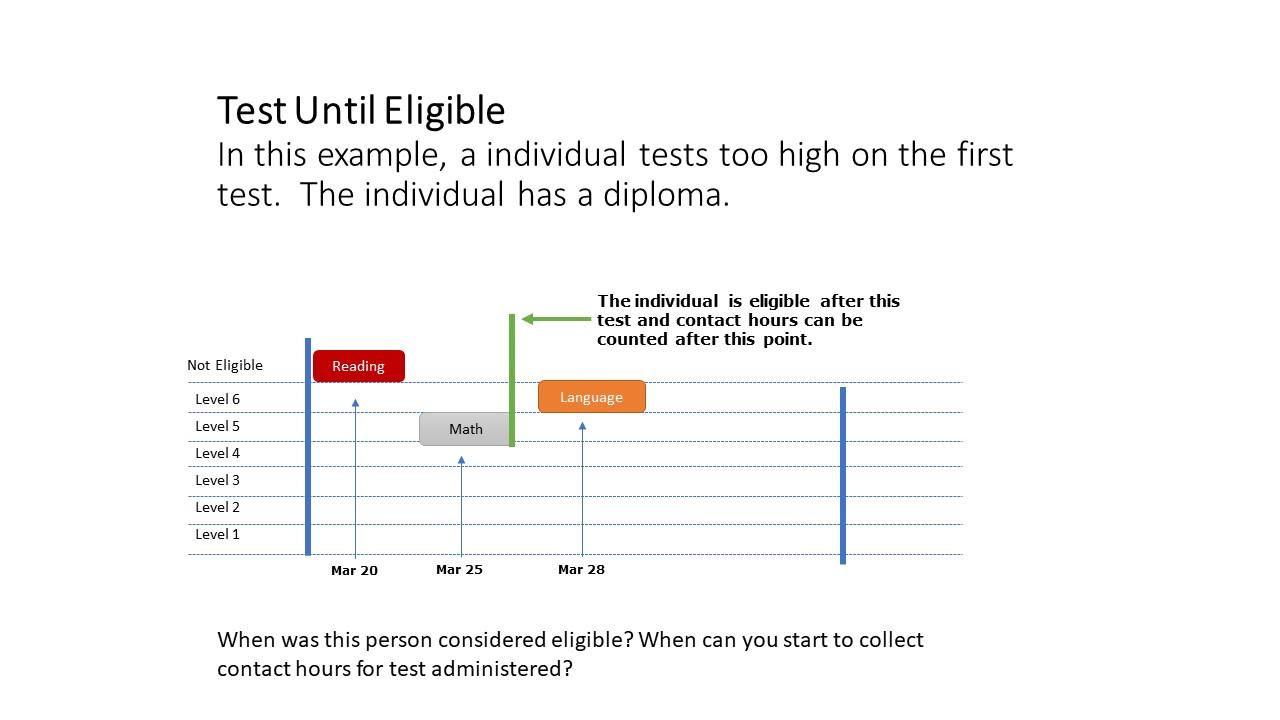 Test Until Eligible
In this example, a individual tests too high on the first
test. The individual has a diploma.
The individual is eligible after this
test and contact hours can be
counted after this point.
Not Eligible
Reading
Level 6
Language
Level 5
Math
Level 4
Level 3
Level 2
Level 1
Mar 20
Mar 25
Mar 28
When was this person considered eligible? When can you start to collect
contact hours for test administered?